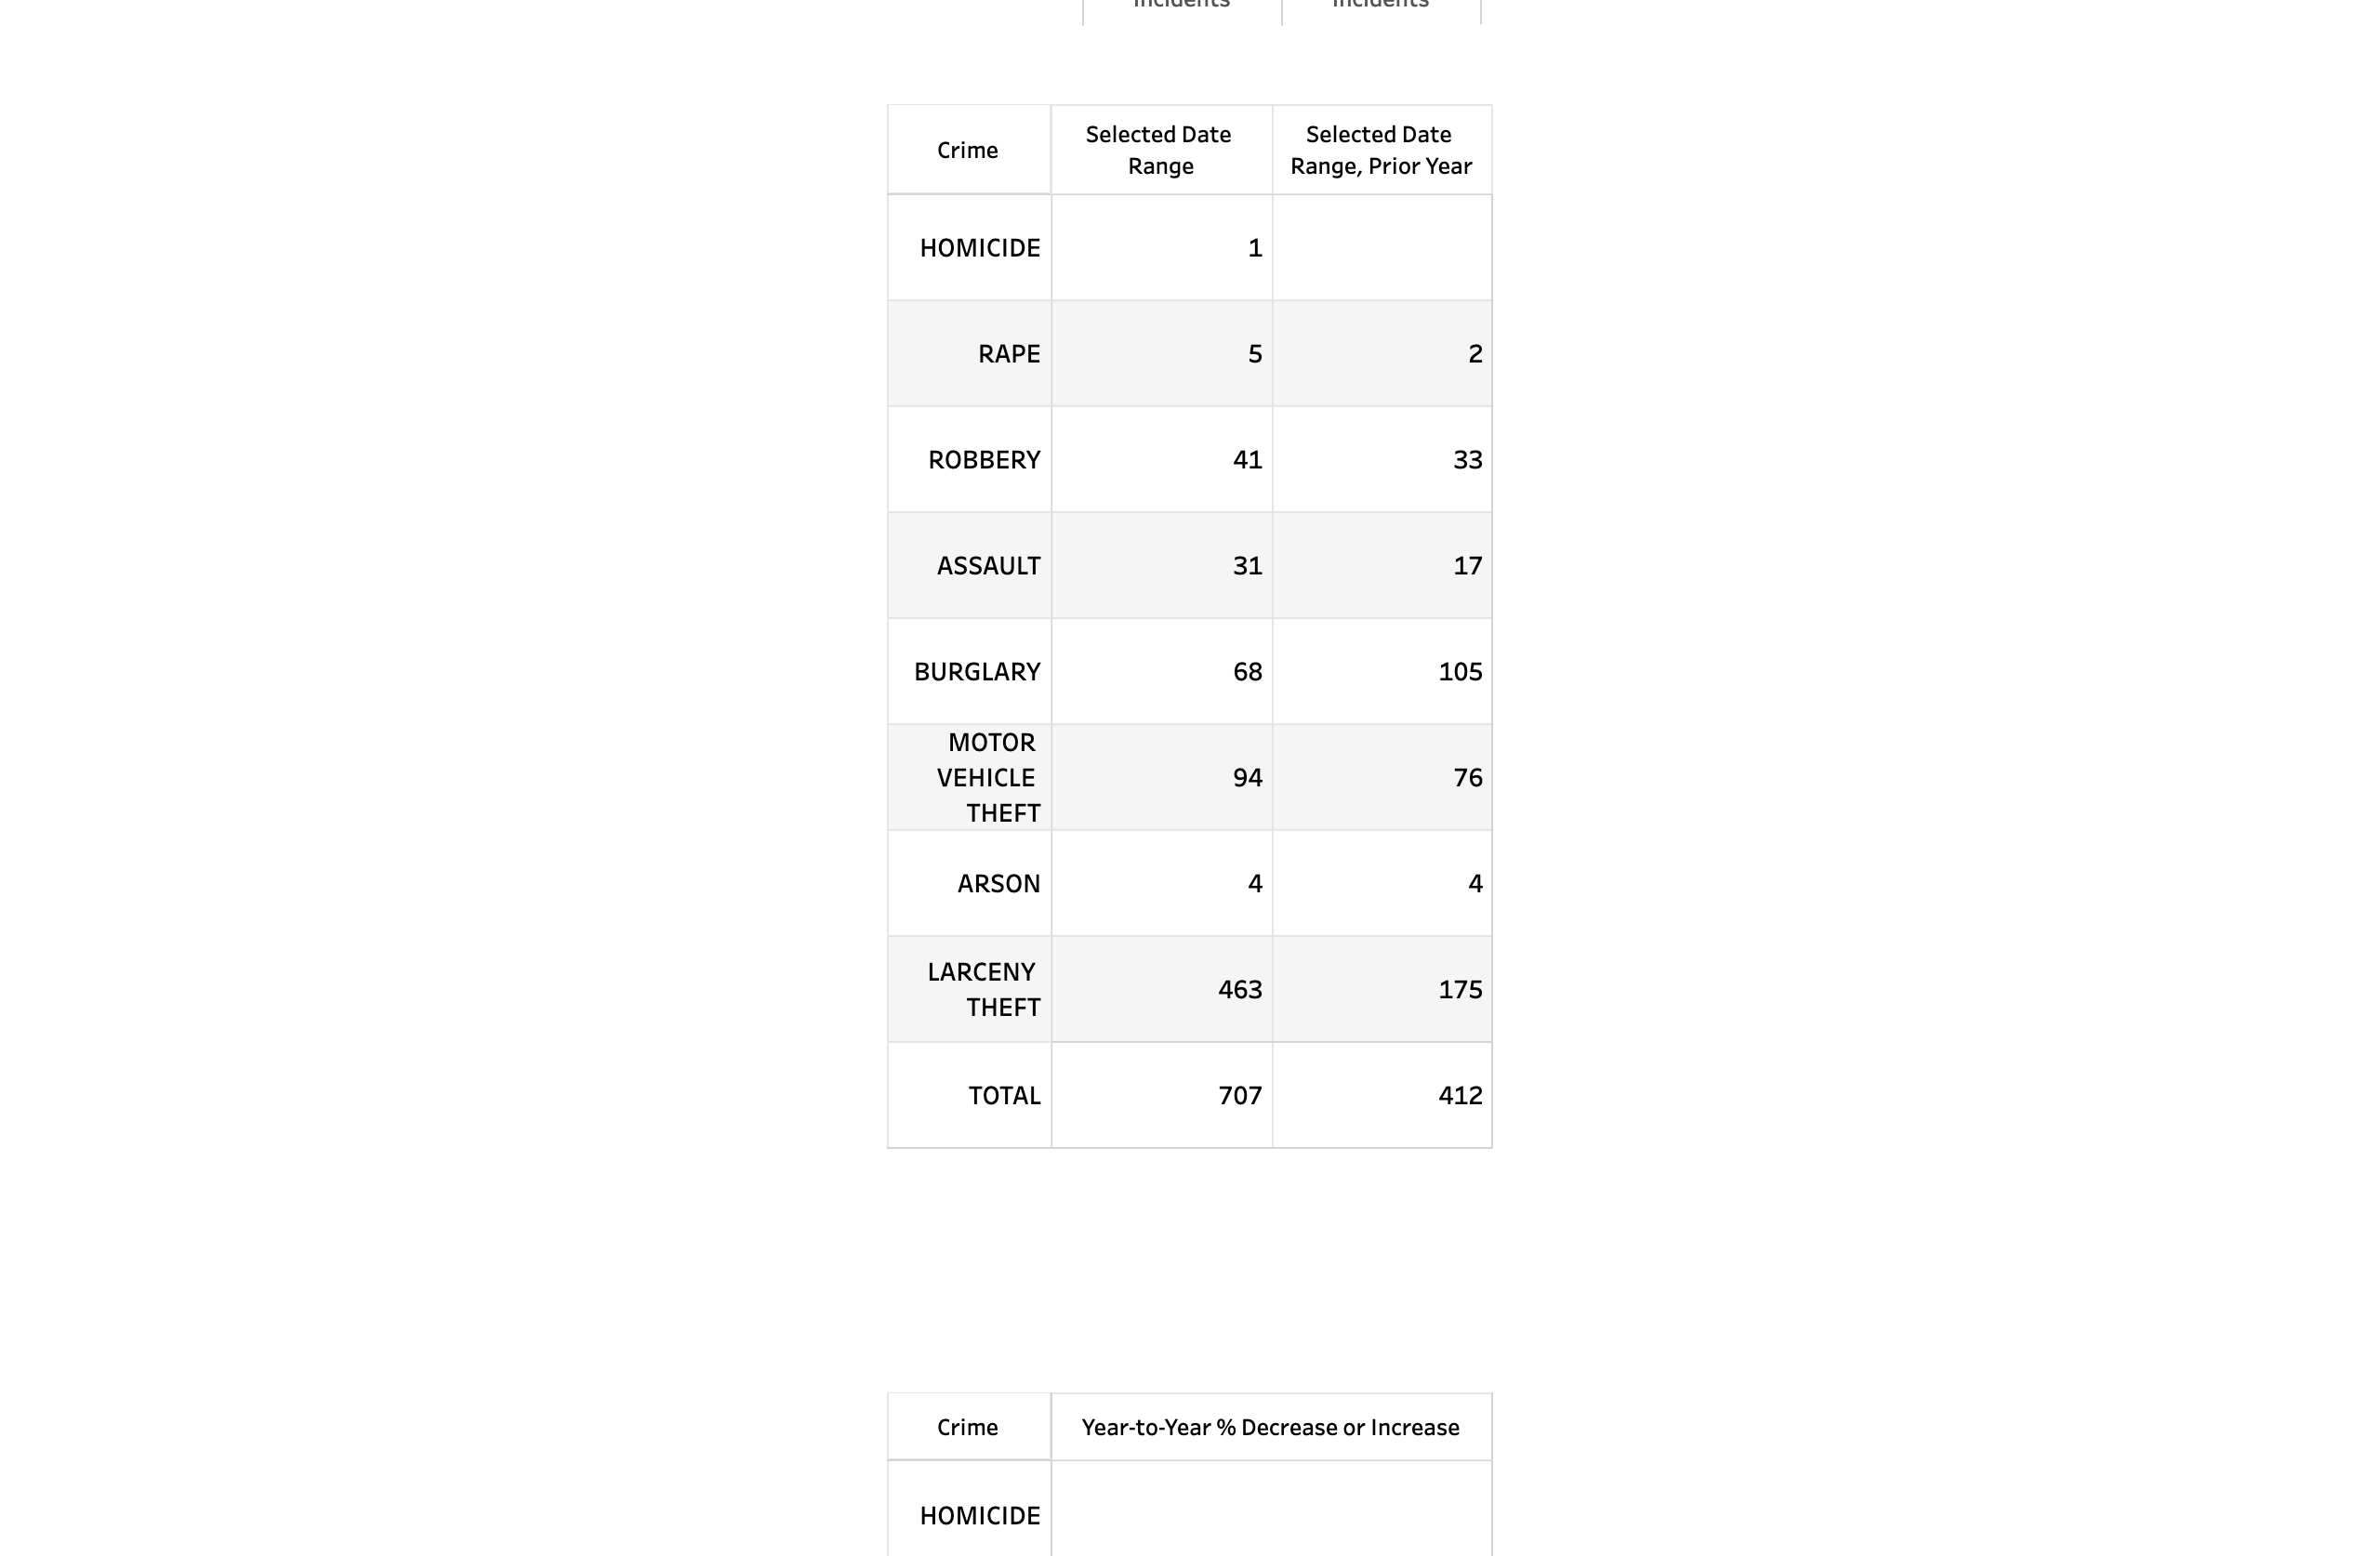 Incidents Incidents
Crime
Selected Date
Range
Selected Date
Range, Prior Year
HOMICIDE 1
RAPE 5 2
ROBBERY 41 33
ASSAULT 31 17
BURGLARY 68 105
MOTOR
VEHICLE
THEFT
94 76
ARSON 4 4
LARCENY
THEFT
463 175
TOTAL 707 412
Crime Year-to-Year % Decrease or Increase
HOMICIDE